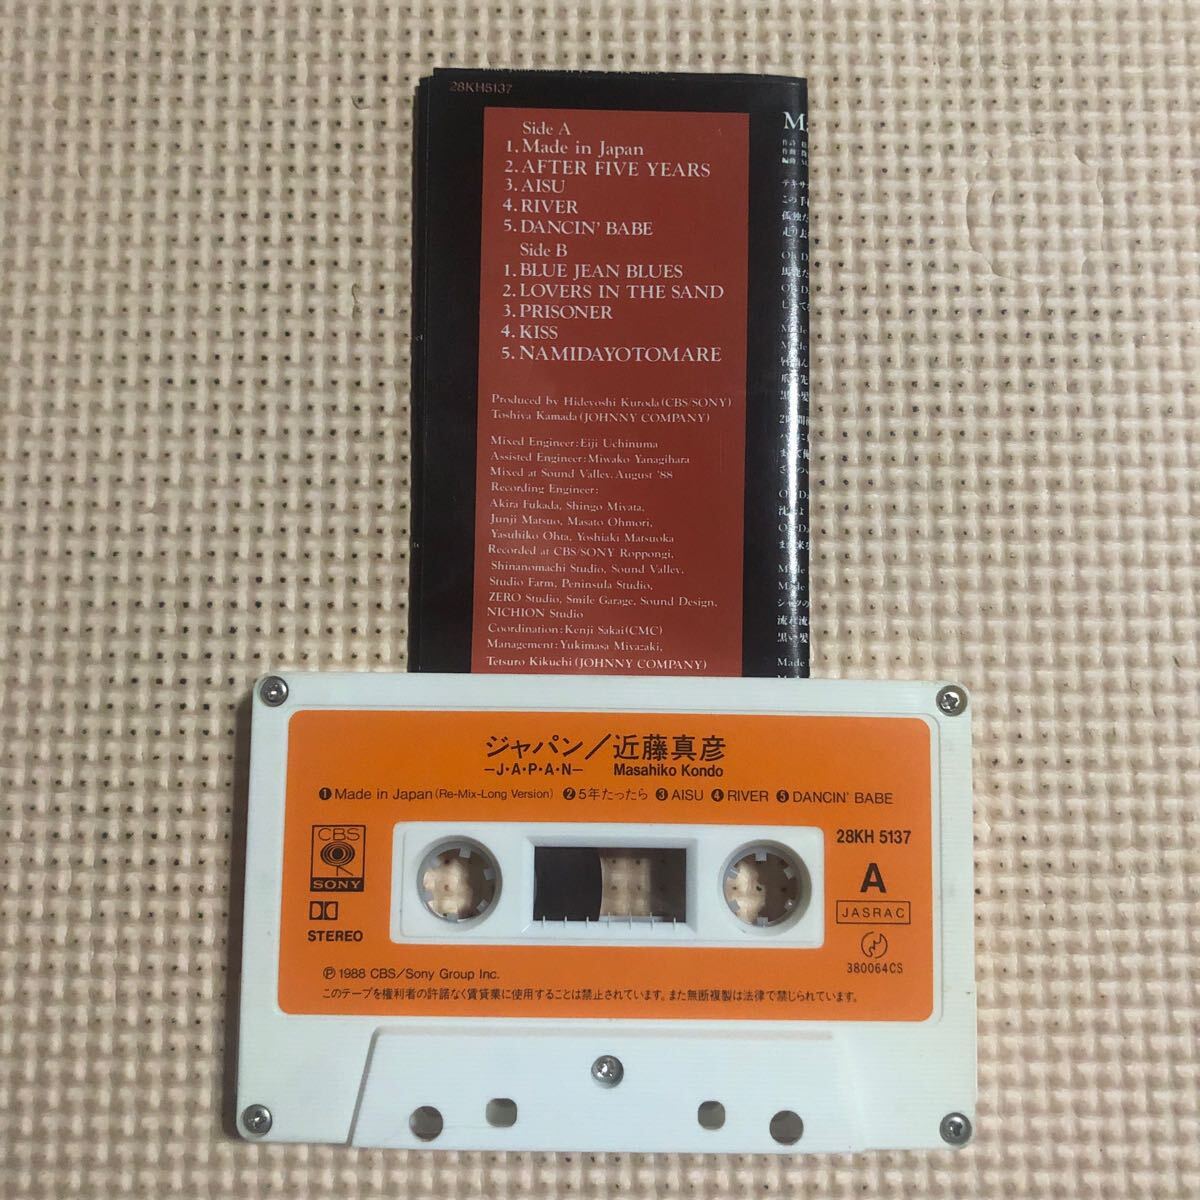 28KH5137
Side A
1. Made in Japan
2. AFTER FIVE YEARS
3. AISU
4. RIVER
5. DANCIN' BABE
Side B
1. BLUE JEAN BLUES
2. LOVERS IN THE SAND
3. PRISONER
4. KISS
5. NAMIDAYOTOMARE
Produced by Hideyoshi Kuroda (CBS/SONY)
Toshiya Kamada (JOHNNY COMPANY)
Mixed Engineer: Eiji Uchinuma
Assisted Engineer: Miwako Yanagihara
Mixed at Sound Valley, August '88
Recording Engineer:
Akira Fukada, Shingo Miyata,
Junji Matsuo, Masato Ohmori,
Yasuhiko Ohta, Yoshiaki Matsuoka
Recorded at CBS/SONY Roppongi,
Shinanomachi Studio, Sound Valley,
Studio Farm, Peninsula Studio,
ZERO Studio, Smile Garage, Sound Design,
NICHION Studio
Coordination: Kenji Sakai (CMC)
Management: Yukimasa Miyazaki,
Tetsuro Kikuchi (JOHNNY COMPANY)
ジャパン/近藤真彦
-J・A・P・A・N- Masahiko Kondo
❶ Made in Japan (Re-Mix-Long Version) ❷ 5年たったら ❸ AISU ❹ RIVER ❺ DANCIN' BABE
CBS
SONY
28KH 5137
A
JASRAC
STEREO
380064CS
℗ 1988 CBS/Sony Group Inc.
このテープを権利者の許諾なく賃貸業に使用することは禁止されています。また無断複製は法律で禁じられています。